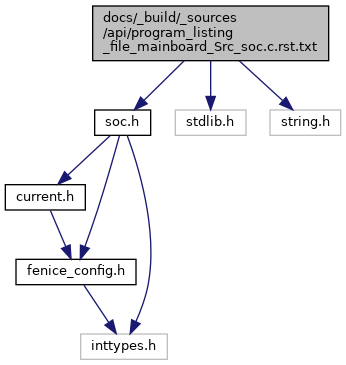 docs/_build/_sources
/api/program_listing
_file_mainboard_Src_soc.c.rst.txt
soc.h
stdlib.h
string.h
current.h
fenice_config.h
inttypes.h